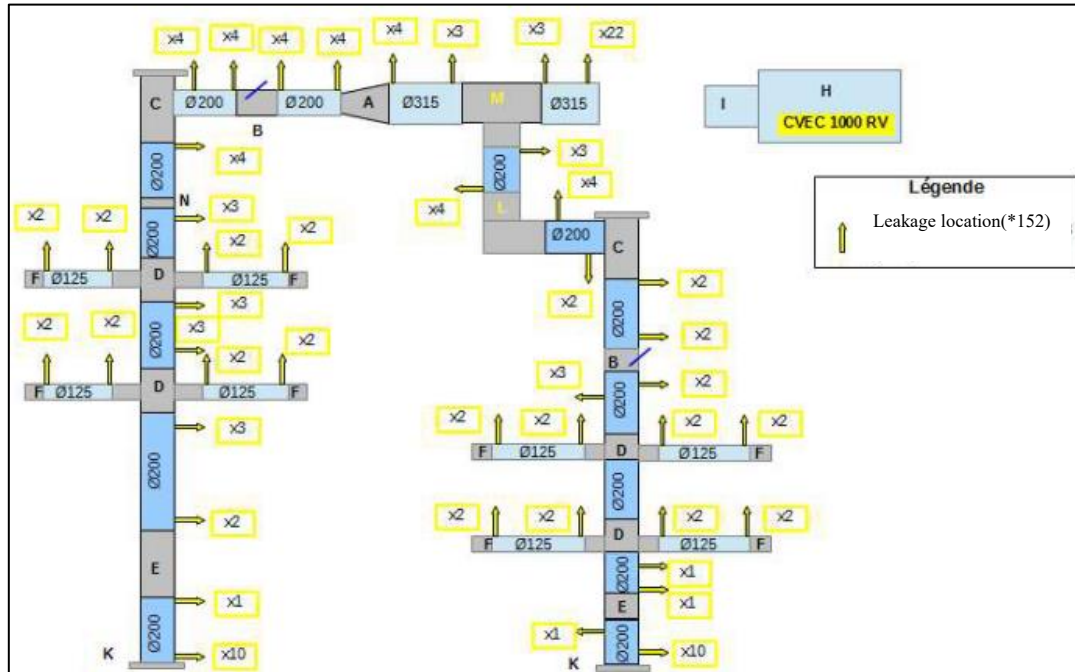 x4 x4 x4 x4 x4 x3 x3 x22
C Ø200 Ø200 A Ø315 M Ø315
B
I H
CVEC 1000 RV
Ø200 x4
Ø200 x3
x4 x4
Légende
Leakage location(*152)
N
L
x2 x2 Ø200 x3 x2 x2
Ø200 C
F Ø125 D Ø125 F
x2 x2
x2 x2 Ø200 x3 x3 x2 x2
Ø200 x2
B
F Ø125 D Ø125 F
x3 Ø200 x2
x3
x2 x2 x2 x2
Ø200
F Ø125 D Ø125 F
Ø200
x2
x2 x2 x2 x2
F Ø125 D Ø125 F
E
Ø200 x1
x1
E
x1
Ø200
K x10
x1 Ø200 x10
K